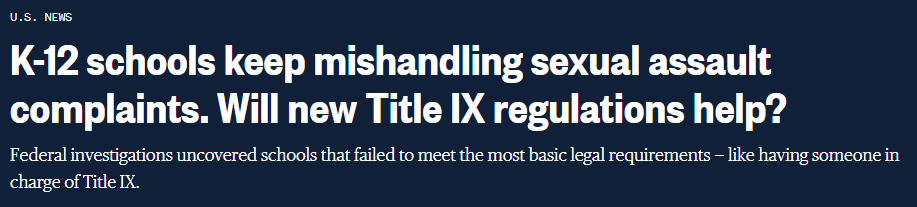 U.S. NEWS
K-12 schools keep mishandling sexual assault
complaints. Will new Title IX regulations help?
Federal investigations uncovered schools that failed to meet the most basic legal requirements — like having someone in
charge of Title IX.